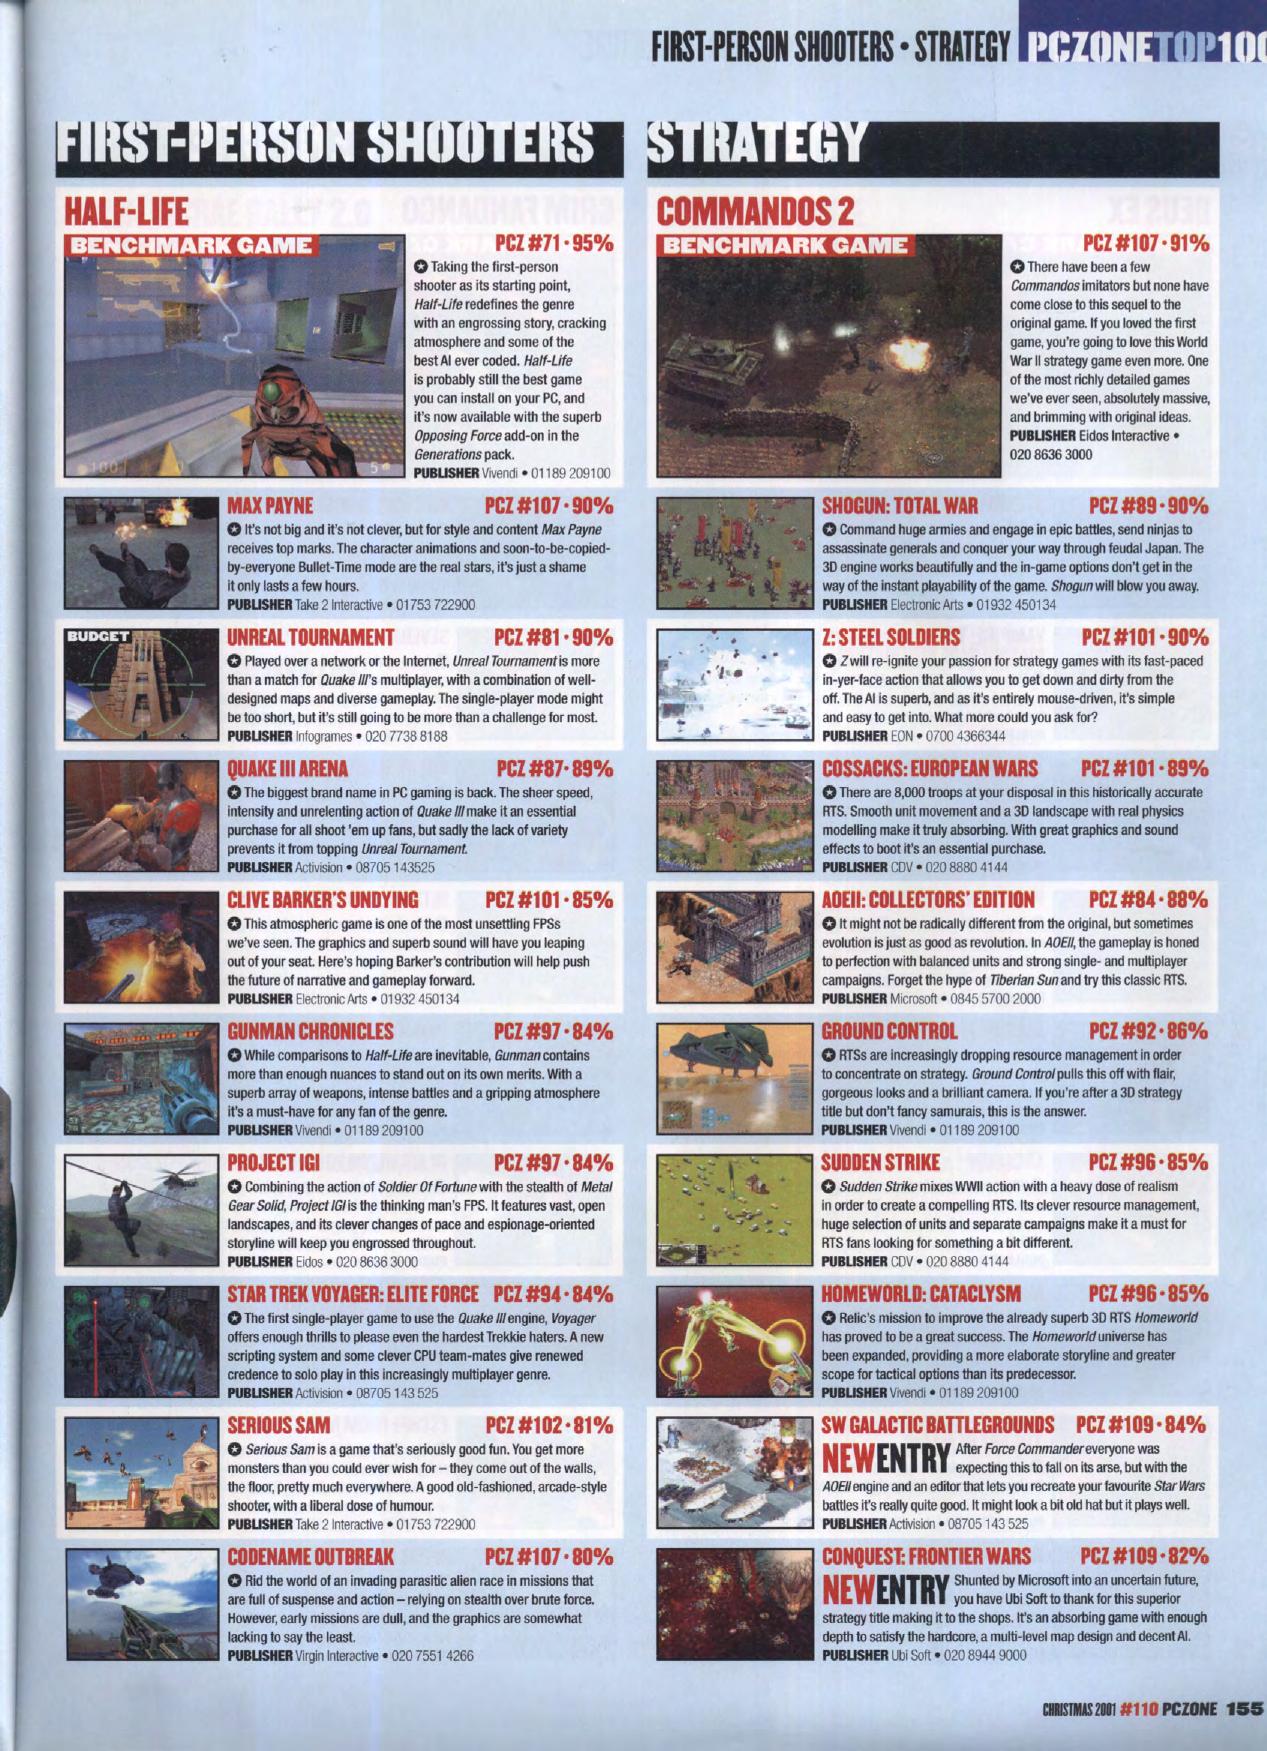 FIRST-PERSON SHOOTERS • STRATEGY PCZONETOP100
FIRST-PERSON SHOOTERS
HALF-LIFE
BENCHMARK GAME
PCZ #71 • 95%
Taking the first-person
shooter as its starting point,
Half-Life redefines the genre
with an engrossing story, cracking
atmosphere and some of the
best AI ever coded. Half-Life
is probably still the best game
you can install on your PC, and
it's now available with the superb
Opposing Force add-on in the
Generations pack.
PUBLISHER Vivendi • 01189 209100
MAX PAYNE PCZ #107 • 90%
It's not big and it's not clever, but for style and content Max Payne
receives top marks. The character animations and soon-to-be-copied-
by-everyone Bullet-Time mode are the real stars, it's just a shame
it only lasts a few hours.
PUBLISHER Take 2 Interactive • 01753 722900
BUDGET
UNREAL TOURNAMENT PCZ #81 • 90%
Played over a network or the Internet, Unreal Tournament is more
than a match for Quake III's multiplayer, with a combination of well-
designed maps and diverse gameplay. The single-player mode might
be too short, but it's still going to be more than a challenge for most.
PUBLISHER Infogrames • 020 7738 8188
QUAKE III ARENA PCZ #87 • 89%
The biggest brand name in PC gaming is back. The sheer speed,
intensity and unrelenting action of Quake III make it an essential
purchase for all shoot 'em up fans, but sadly the lack of variety
prevents it from topping Unreal Tournament.
PUBLISHER Activision • 08705 143525
CLIVE BARKER'S UNDYING PCZ #101 • 85%
This atmospheric game is one of the most unsettling FPSs
we've seen. The graphics and superb sound will have you leaping
out of your seat. Here's hoping Barker's contribution will help push
the future of narrative and gameplay forward.
PUBLISHER Electronic Arts • 01932 450134
GUNMAN CHRONICLES PCZ #97 • 84%
While comparisons to Half-Life are inevitable, Gunman contains
more than enough nuances to stand out on its own merits. With a
superb array of weapons, intense battles and a gripping atmosphere
it's a must-have for any fan of the genre.
PUBLISHER Vivendi • 01189 209100
PROJECT IGI PCZ #97 • 84%
Combining the action of Soldier Of Fortune with the stealth of Metal
Gear Solid, Project IGI is the thinking man's FPS. It features vast, open
landscapes, and its clever changes of pace and espionage-oriented
storyline will keep you engrossed throughout.
PUBLISHER Eidos • 020 8636 3000
STAR TREK VOYAGER: ELITE FORCE PCZ #94 • 84%
The first single-player game to use the Quake III engine, Voyager
offers enough thrills to please even the hardest Trekkie haters. A new
scripting system and some clever CPU team-mates give renewed
credence to solo play in this increasingly multiplayer genre.
PUBLISHER Activision • 08705 143 525
SERIOUS SAM PCZ #102 • 81%
Serious Sam is a game that's seriously good fun. You get more
monsters than you could ever wish for – they come out of the walls,
the floor, pretty much everywhere. A good old-fashioned, arcade-style
shooter, with a liberal dose of humour.
PUBLISHER Take 2 Interactive • 01753 722900
CODENAME OUTBREAK PCZ #107 • 80%
Rid the world of an invading parasitic alien race in missions that
are full of suspense and action – relying on stealth over brute force.
However, early missions are dull, and the graphics are somewhat
lacking to say the least.
PUBLISHER Virgin Interactive • 020 7551 4266
STRATEGY
COMMANDOS 2
BENCHMARK GAME
PCZ #107 • 91%
There have been a few
Commandos imitators but none have
come close to this sequel to the
original game. If you loved the first
game, you're going to love this World
War II strategy game even more. One
of the most richly detailed games
we've ever seen, absolutely massive,
and brimming with original ideas.
PUBLISHER Eidos Interactive •
020 8636 3000
SHOGUN: TOTAL WAR PCZ #89 • 90%
Command huge armies and engage in epic battles, send ninjas to
assassinate generals and conquer your way through feudal Japan. The
3D engine works beautifully and the in-game options don't get in the
way of the instant playability of the game. Shogun will blow you away.
PUBLISHER Electronic Arts • 01932 450134
Z: STEEL SOLDIERS PCZ #101 • 90%
Z will re-ignite your passion for strategy games with its fast-paced
in-yer-face action that allows you to get down and dirty from the
off. The AI is superb, and as it's entirely mouse-driven, it's simple
and easy to get into. What more could you ask for?
PUBLISHER EON • 0700 4366344
COSSACKS: EUROPEAN WARS PCZ #101 • 89%
There are 8,000 troops at your disposal in this historically accurate
RTS. Smooth unit movement and a 3D landscape with real physics
modelling make it truly absorbing. With great graphics and sound
effects to boot it's an essential purchase.
PUBLISHER CDV • 020 8880 4144
AOEII: COLLECTORS' EDITION PCZ #84 • 88%
It might not be radically different from the original, but sometimes
evolution is just as good as revolution. In AOEII, the gameplay is honed
to perfection with balanced units and strong single- and multiplayer
campaigns. Forget the hype of Tiberian Sun and try this classic RTS.
PUBLISHER Microsoft • 0845 5700 2000
GROUND CONTROL PCZ #92 • 86%
RTSs are increasingly dropping resource management in order
to concentrate on strategy. Ground Control pulls this off with flair,
gorgeous looks and a brilliant camera. If you're after a 3D strategy
title but don't fancy samurais, this is the answer.
PUBLISHER Vivendi • 01189 209100
SUDDEN STRIKE PCZ #96 • 85%
Sudden Strike mixes WWII action with a heavy dose of realism
in order to create a compelling RTS. Its clever resource management,
huge selection of units and separate campaigns make it a must for
RTS fans looking for something a bit different.
PUBLISHER CDV • 020 8880 4144
HOMEWORLD: CATACLYSM PCZ #96 • 85%
Relic's mission to improve the already superb 3D RTS Homeworld
has proved to be a great success. The Homeworld universe has
been expanded, providing a more elaborate storyline and greater
scope for tactical options than its predecessor.
PUBLISHER Vivendi • 01189 209100
SW GALACTIC BATTLEGROUNDS PCZ #109 • 84%
NEWENTRY After Force Commander everyone was
expecting this to fall on its arse, but with the
AOEII engine and an editor that lets you recreate your favourite Star Wars
battles it's really quite good. It might look a bit old hat but it plays well.
PUBLISHER Activision • 08705 143 525
CONQUEST: FRONTIER WARS PCZ #109 • 82%
NEWENTRY Shunted by Microsoft into an uncertain future,
you have Ubi Soft to thank for this superior
strategy title making it to the shops. It's an absorbing game with enough
depth to satisfy the hardcore, a multi-level map design and decent AI.
PUBLISHER Ubi Soft • 020 8944 9000
CHRISTMAS 2001 #110 PCZONE 155